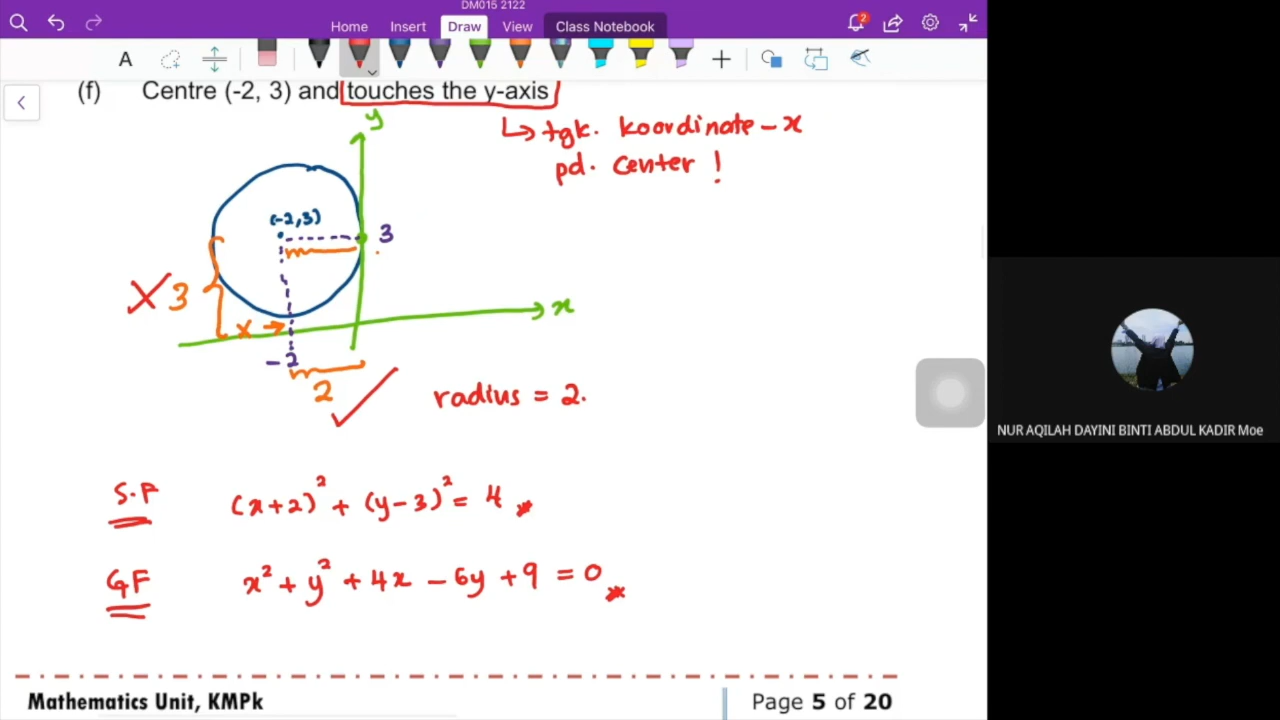 DM015 2122
Home Insert Draw View Class Notebook
2
A
(f) Centre (-2, 3) and touches the y-axis
y
↳ tgk. koordinate - x
pd. center !
(-2,3)
3
X 3
x
x
-2
2
radius = 2.
S.F (x+2)² + (y-3)² = 4
GF x² + y² + 4x - 6y + 9 = 0
NUR AQILAH DAYINI BINTI ABDUL KADIR Moe
Mathematics Unit, KMPk Page 5 of 20